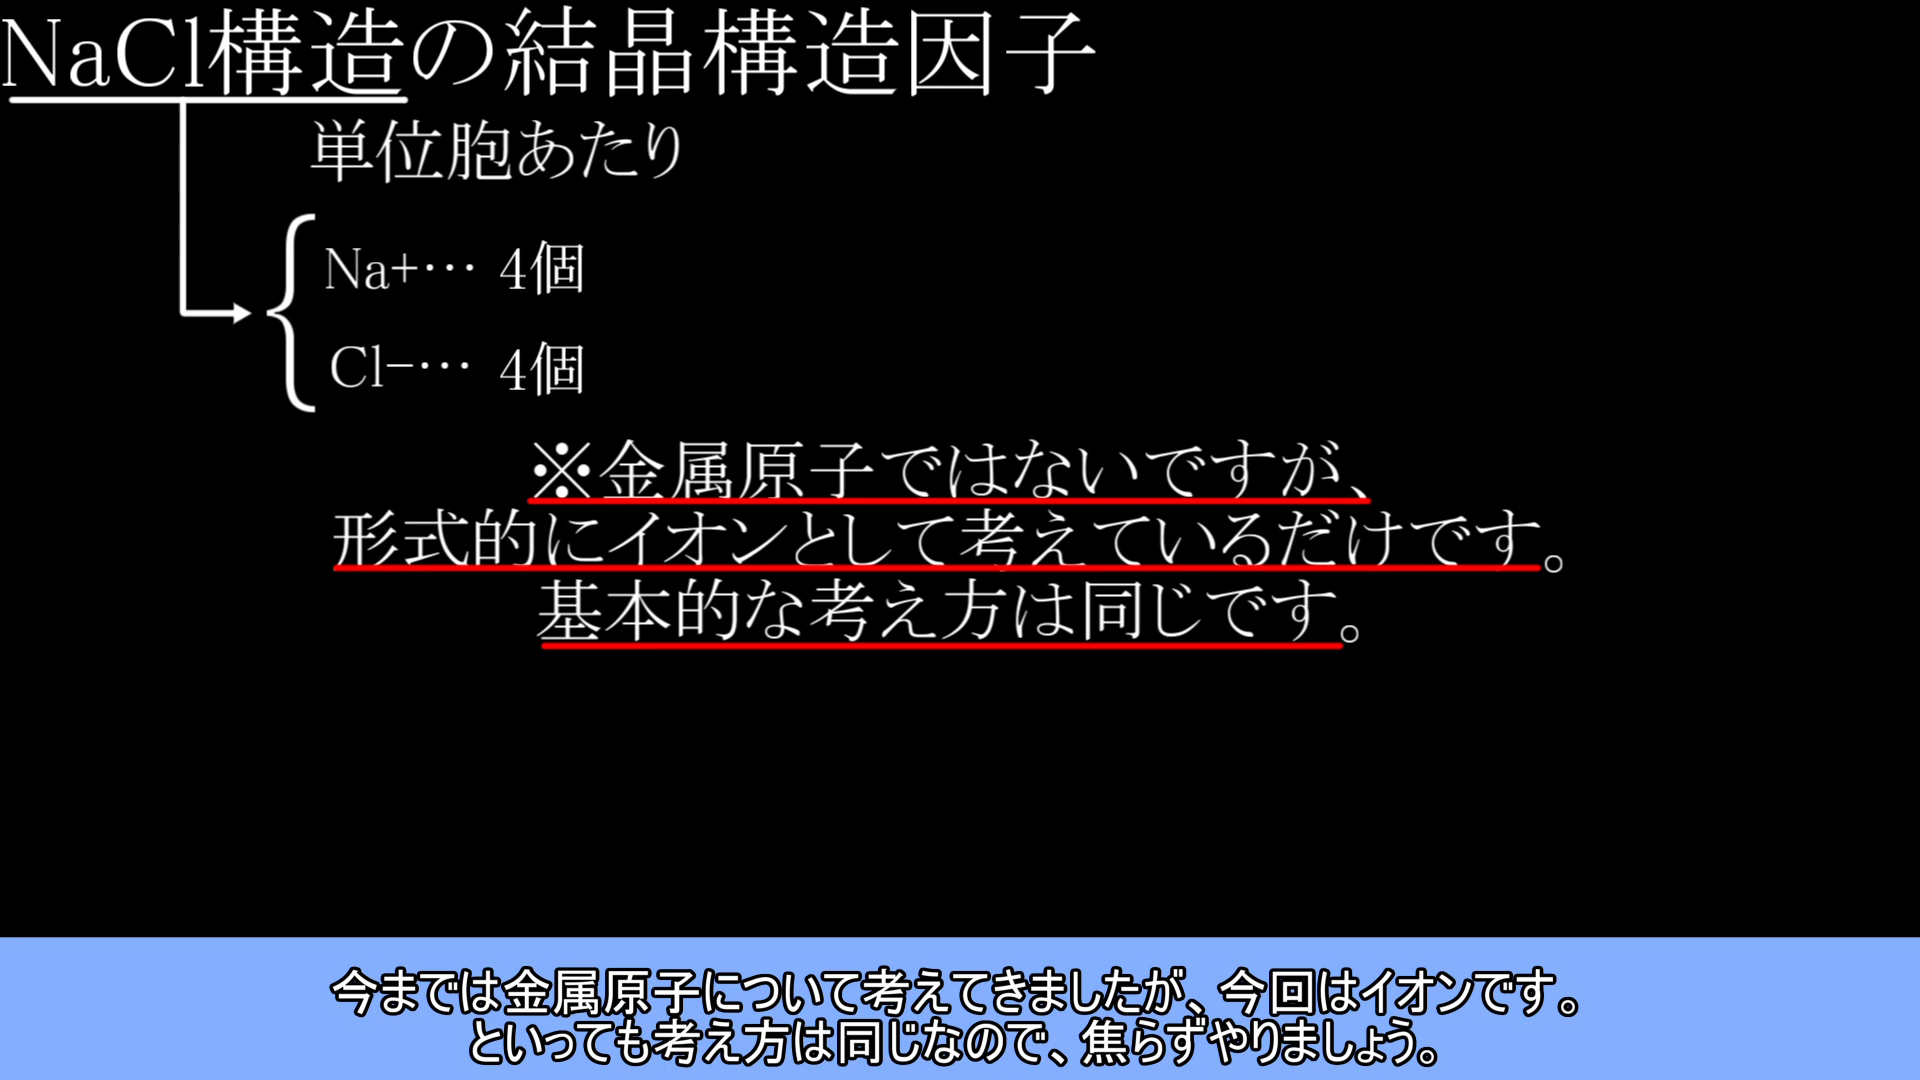 NaCl構造の結晶構造因子
単位胞あたり
Na+… 4個
Cl−… 4個
※金属原子ではないですが、
形式的にイオンとして考えているだけです。
基本的な考え方は同じです。
今までは金属原子について考えてきましたが、今回はイオンです。
といっても考え方は同じなので、焦らずやりましょう。